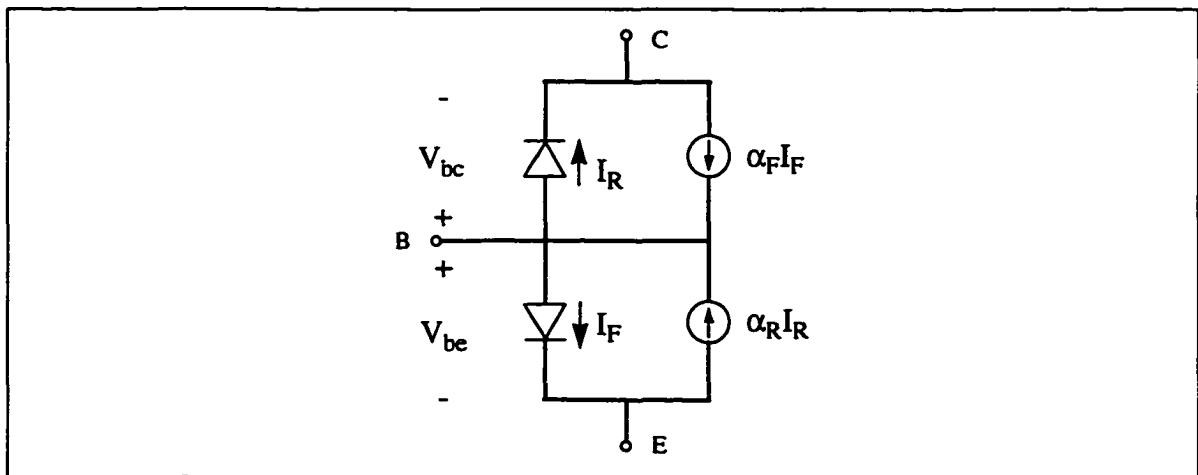 C
-
V_bc
I_R
α_F I_F
+
B
+
V_be
I_F
α_R I_R
-
E